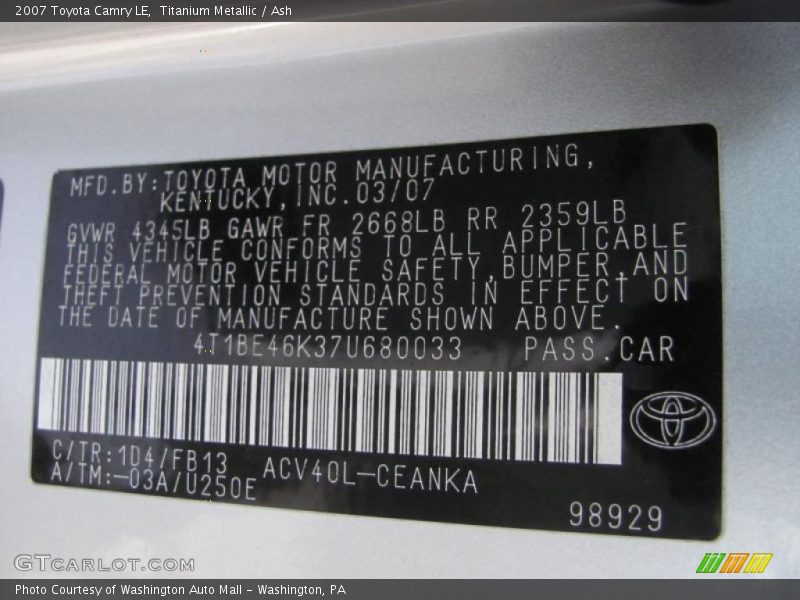 2007 Toyota Camry LE, Titanium Metallic / Ash
MFD.BY:TOYOTA MOTOR MANUFACTURING,
KENTUCKY,INC.03/07
GVWR 4345LB GAWR FR 2668LB RR 2359LB
THIS VEHICLE CONFORMS TO ALL APPLICABLE
FEDERAL MOTOR VEHICLE SAFETY,BUMPER,AND
THEFT PREVENTION STANDARDS IN EFFECT ON
THE DATE OF MANUFACTURE SHOWN ABOVE.
4T1BE46K37U680033 PASS.CAR
C/TR:1D4/FB13
A/TM:-03A/U250E
ACV40L-CEANKA
98929
GTCARLOT.COM
Photo Courtesy of Washington Auto Mall - Washington, PA